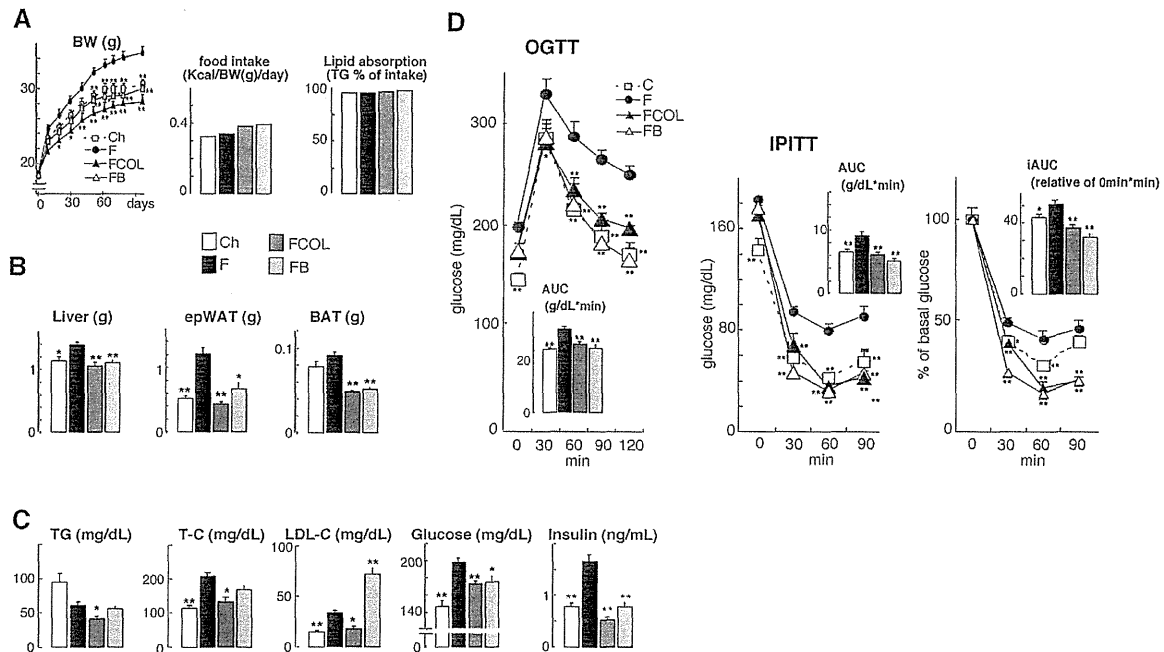 A
BW (g)
30
20
0 30 60 days
Ch
F
FCOL
FB
food intake
(Kcal/BW(g)/day)
0.4
0
Lipid absorption
(TG % of intake)
100
50
0
Ch
F
FCOL
FB
B
Liver (g)
1
epWAT (g)
1
BAT (g)
0.1
C
TG (mg/dL)
100
50
0
T-C (mg/dL)
200
100
0
LDL-C (mg/dL)
100
50
0
Glucose (mg/dL)
200
140
0
Insulin (ng/mL)
1
0
D
OGTT
C
F
FCOL
FB
glucose (mg/dL)
300
200
100
0
AUC
(g/dL*min)
20
0
0 30 60 90 120
min
IPITT
glucose (mg/dL)
160
80
0
AUC
(g/dL*min)
10
0
0 30 60 90
min
% of basal glucose
100
50
0
iAUC
(relative of 0min*min)
40
20
0
0 30 60 90
min